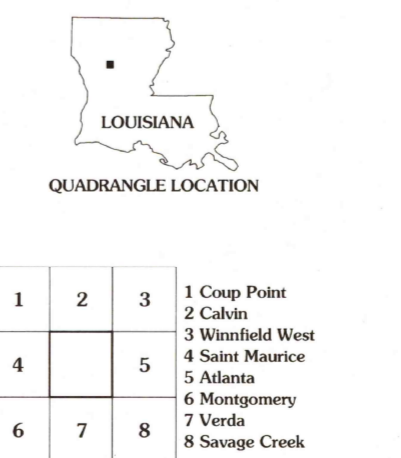 LOUISIANA
QUADRANGLE LOCATION
1 2 3
4 5
6 7 8
1 Coup Point
2 Calvin
3 Winnfield West
4 Saint Maurice
5 Atlanta
6 Montgomery
7 Verda
8 Savage Creek